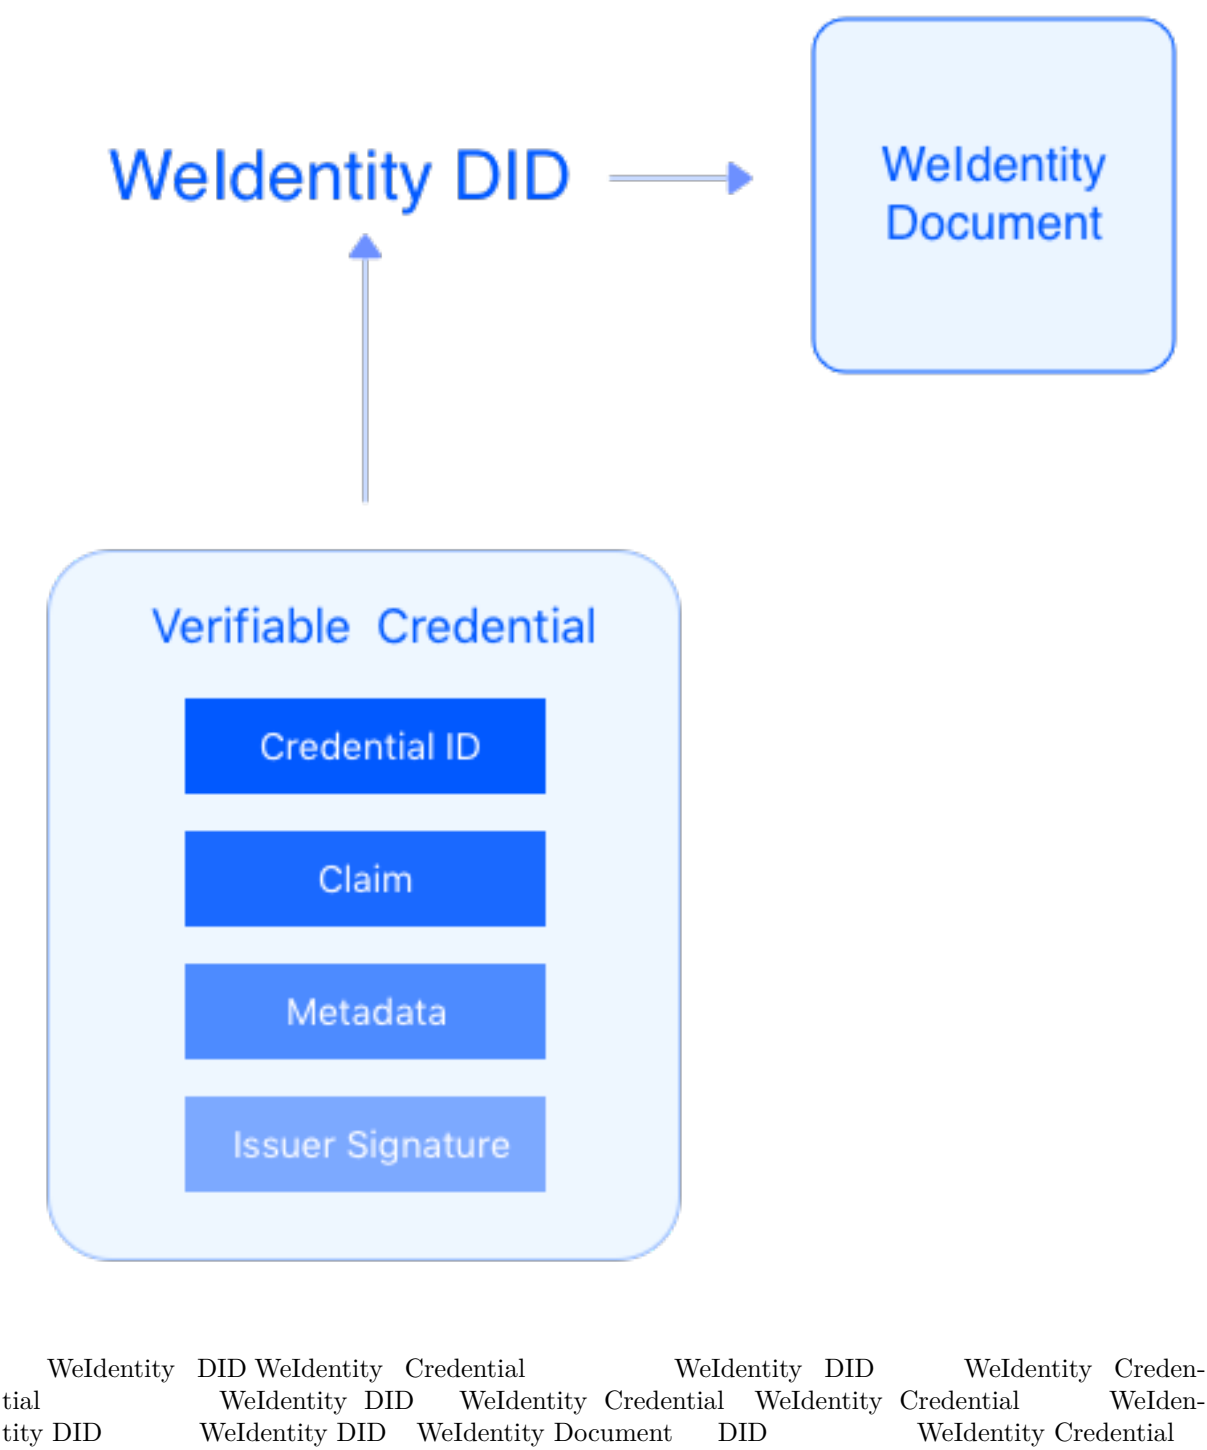 WeIdentity DID
WeIdentity
Document
Verifiable Credential
Credential ID
Claim
Metadata
Issuer Signature
WeIdentity DID WeIdentity Credential WeIdentity DID WeIdentity Creden-
tial WeIdentity DID WeIdentity Credential WeIdentity Credential WeIden-
tity DID WeIdentity DID WeIdentity Document DID WeIdentity Credential